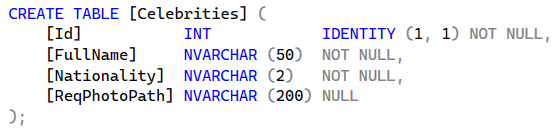 CREATE TABLE [Celebrities] (
    [Id]           INT            IDENTITY (1, 1) NOT NULL,
    [FullName]     NVARCHAR (50)  NOT NULL,
    [Nationality]  NVARCHAR (2)   NOT NULL,
    [ReqPhotoPath] NVARCHAR (200) NULL
);